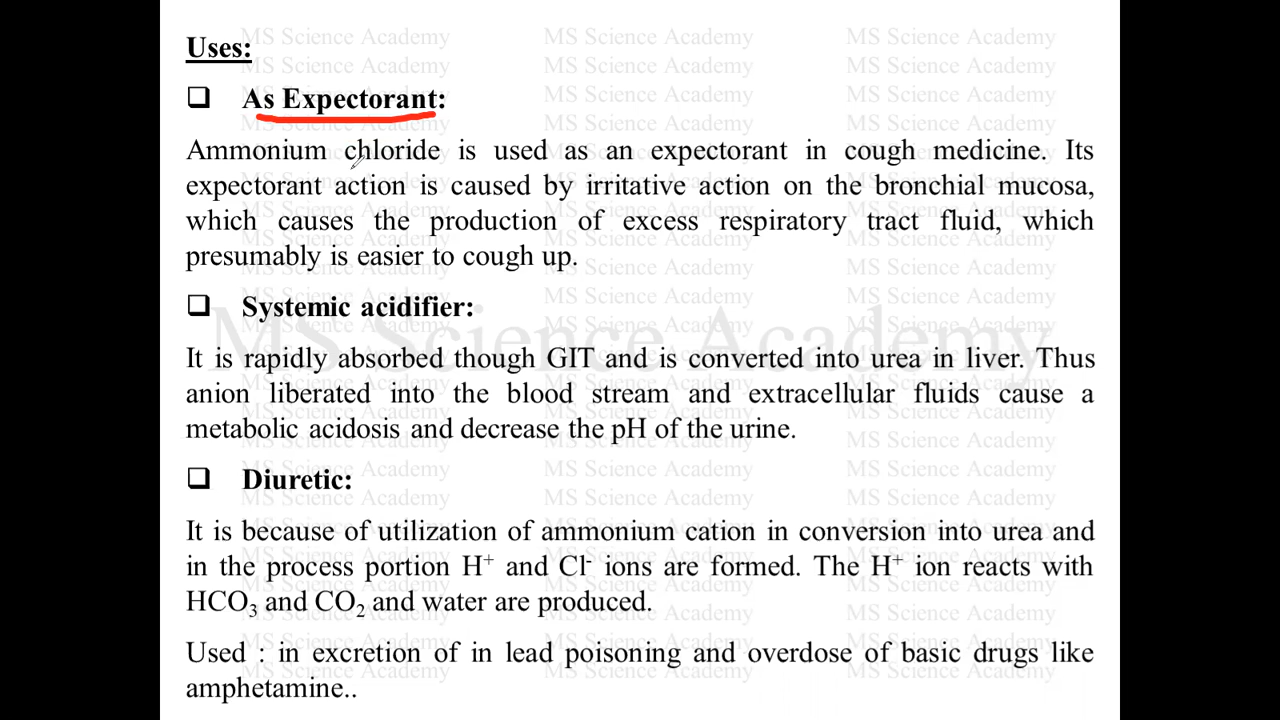 Uses:
❑ As Expectorant:
Ammonium chloride is used as an expectorant in cough medicine. Its
expectorant action is caused by irritative action on the bronchial mucosa,
which causes the production of excess respiratory tract fluid, which
presumably is easier to cough up.
❑ Systemic acidifier:
It is rapidly absorbed though GIT and is converted into urea in liver. Thus
anion liberated into the blood stream and extracellular fluids cause a
metabolic acidosis and decrease the pH of the urine.
❑ Diuretic:
It is because of utilization of ammonium cation in conversion into urea and
in the process portion H⁺ and Cl⁻ ions are formed. The H⁺ ion reacts with
HCO₃ and CO₂ and water are produced.
Used : in excretion of in lead poisoning and overdose of basic drugs like
amphetamine..
MS Science Academy